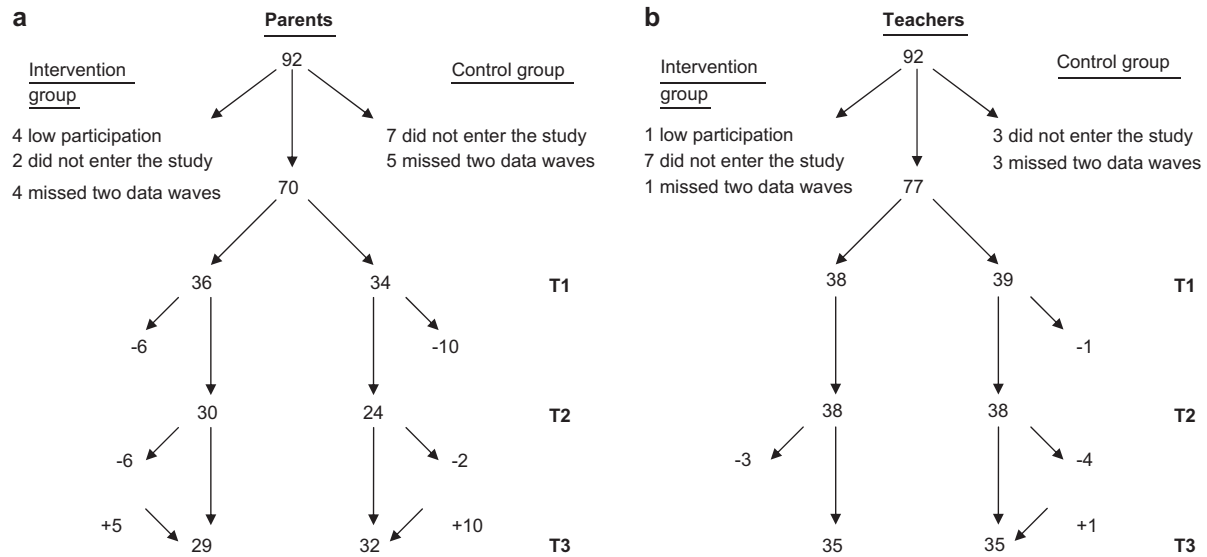 a
Parents
92
Intervention
group
Control group
4 low participation
2 did not enter the study
4 missed two data waves
7 did not enter the study
5 missed two data waves
70
36
34
T1
-6
-10
30
24
T2
-6
-2
+5
+10
29
32
T3
b
Teachers
92
Intervention
group
Control group
1 low participation
7 did not enter the study
1 missed two data waves
3 did not enter the study
3 missed two data waves
77
38
39
T1
-1
38
38
T2
-3
-4
+1
35
35
T3